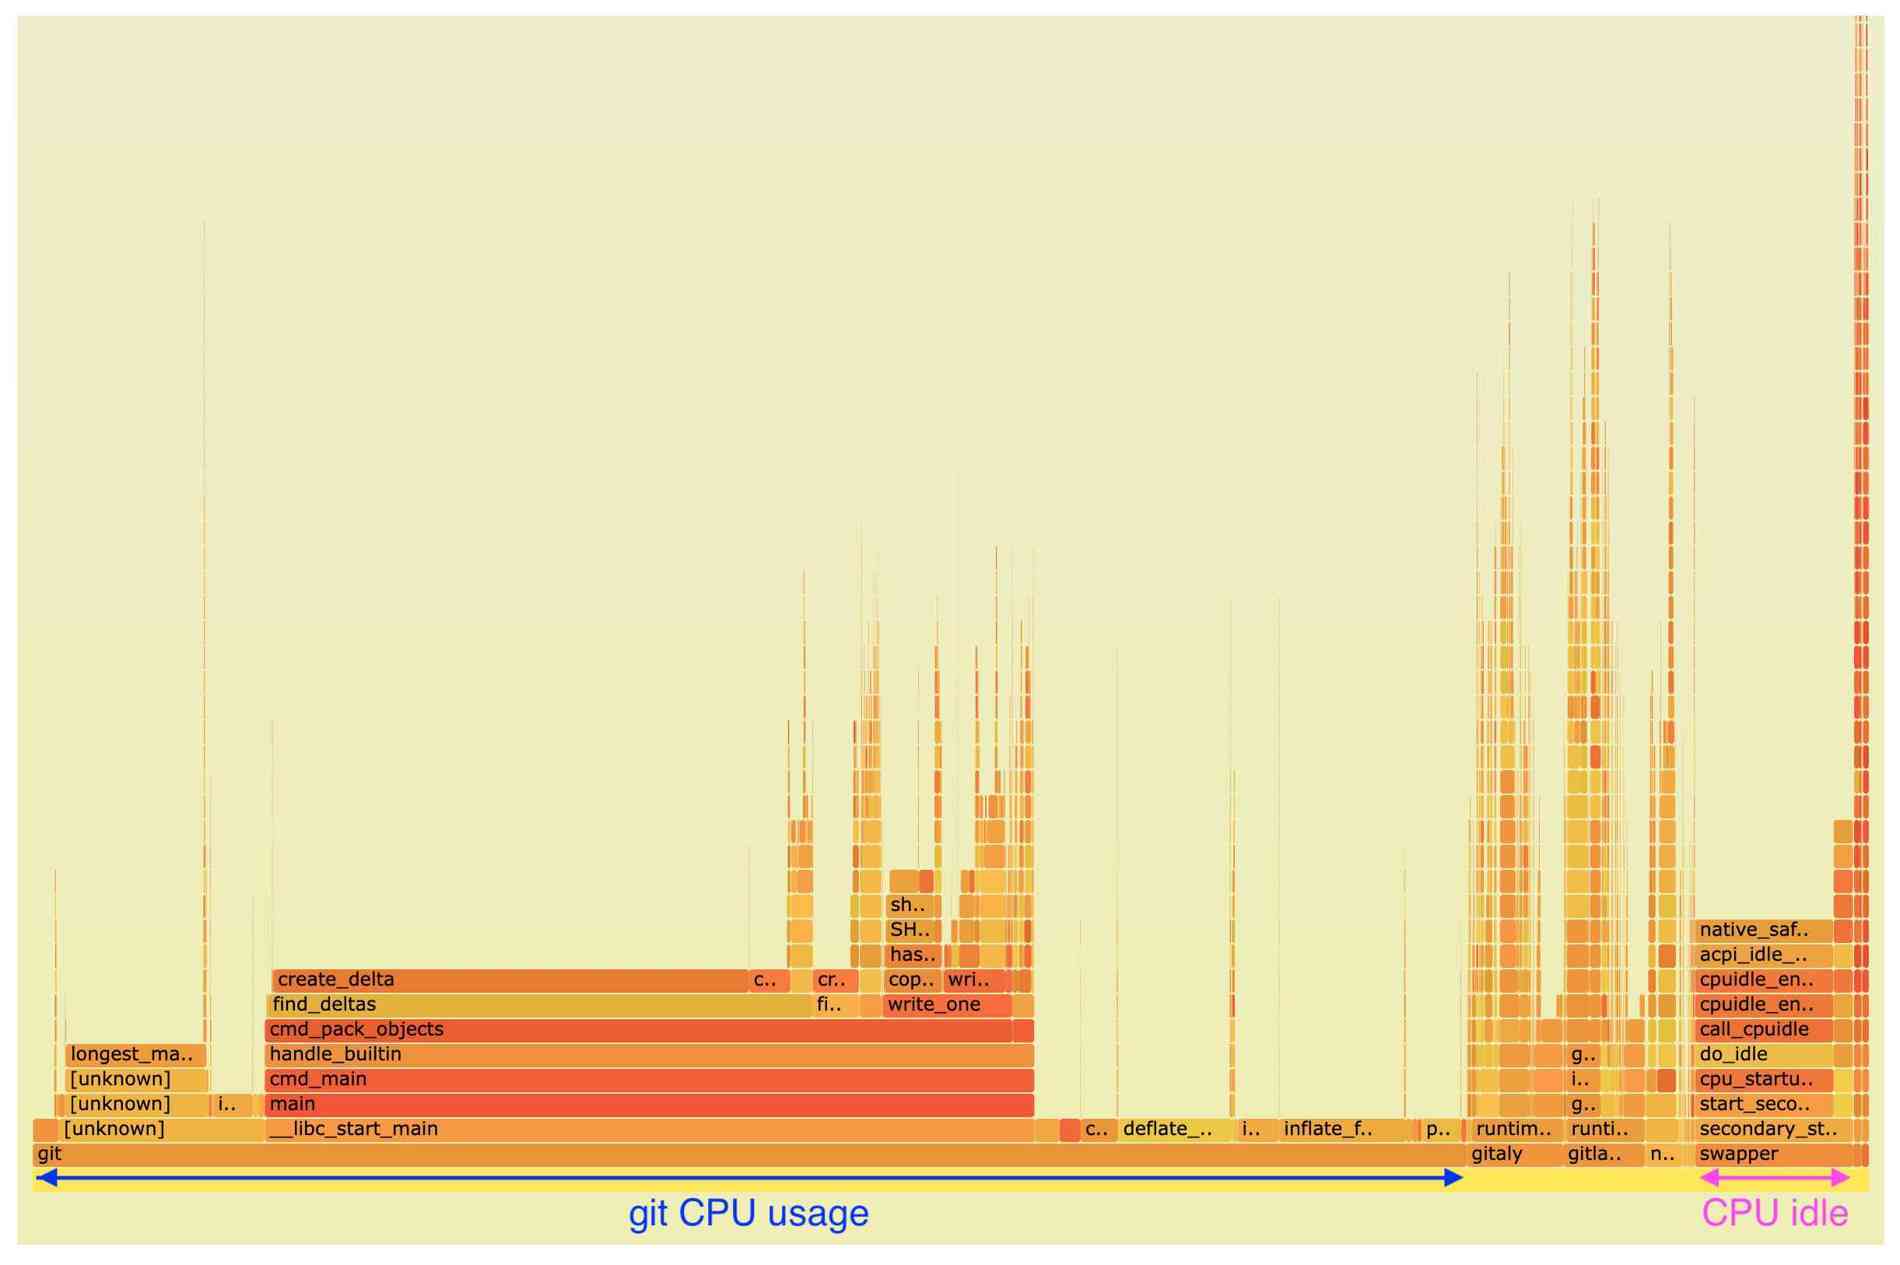 sh..
SH..
native_saf..
has..
acpi_idle_..
create_delta c.. cr.. cop.. wri.. cpuidle_en..
find_deltas fi.. write_one cpuidle_en..
cmd_pack_objects call_cpuidle
longest_ma.. handle_builtin g.. do_idle
[unknown] cmd_main i.. cpu_startu..
[unknown] i.. main g.. start_seco..
[unknown] __libc_start_main c.. deflate_.. i.. inflate_f.. p.. runtim.. runti.. secondary_st..
git gitaly gitla.. n.. swapper
git CPU usage CPU idle